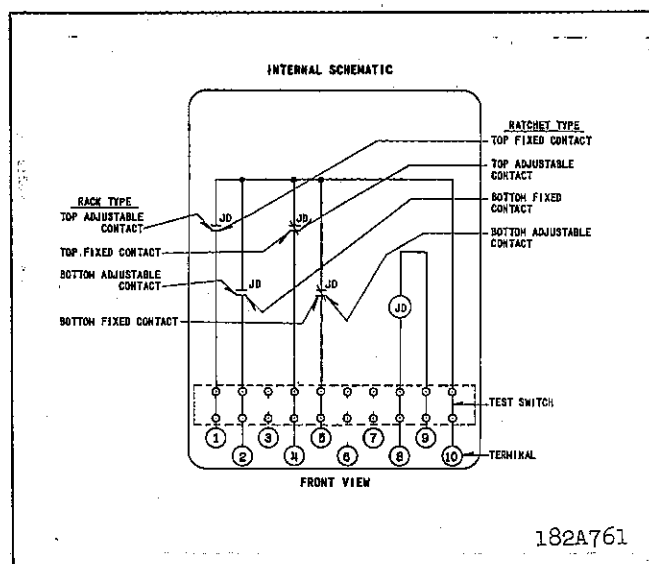 INTERNAL SCHEMATIC
RATCHET TYPE
TOP FIXED CONTACT
TOP ADJUSTABLE
CONTACT
BOTTOM FIXED
CONTACT
BOTTOM ADJUSTABLE
CONTACT
RACK TYPE
TOP ADJUSTABLE
CONTACT
TOP FIXED CONTACT
BOTTOM ADJUSTABLE
CONTACT
BOTTOM FIXED CONTACT
JD
JD
JD
JD
JD
TEST SWITCH
1
2
3
4
5
6
7
8
9
10
TERMINAL
FRONT VIEW
182A761